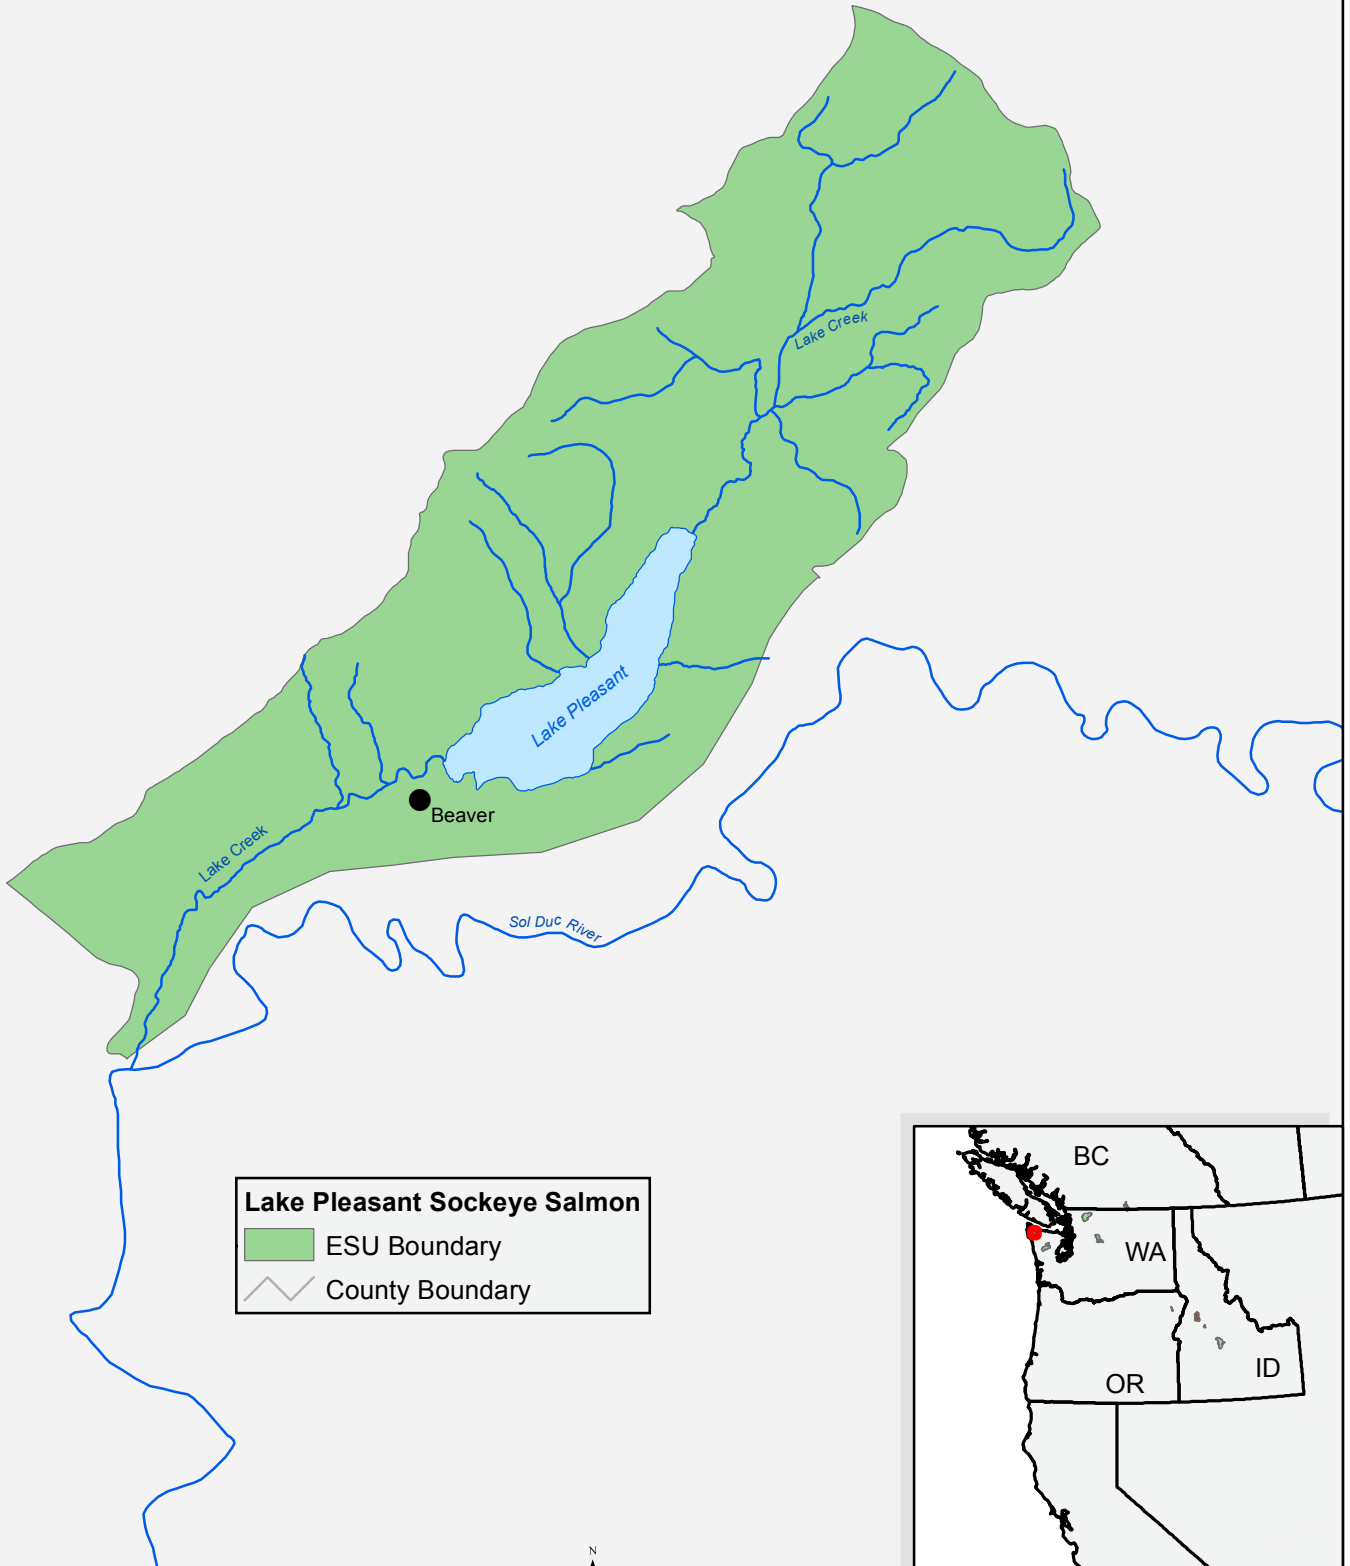 Lake Creek
Lake Pleasant
Beaver
Lake Creek
Sol Duc River
Lake Pleasant Sockeye Salmon
ESU Boundary
County Boundary
BC
WA
OR
ID
N